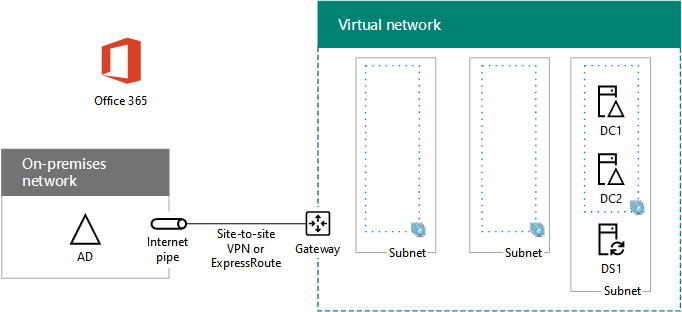 Virtual network
Office 365
On-premises
network
AD
Internet
pipe
Site-to-site
VPN or
ExpressRoute
Gateway
Subnet
Subnet
DC1
DC2
DS1
Subnet